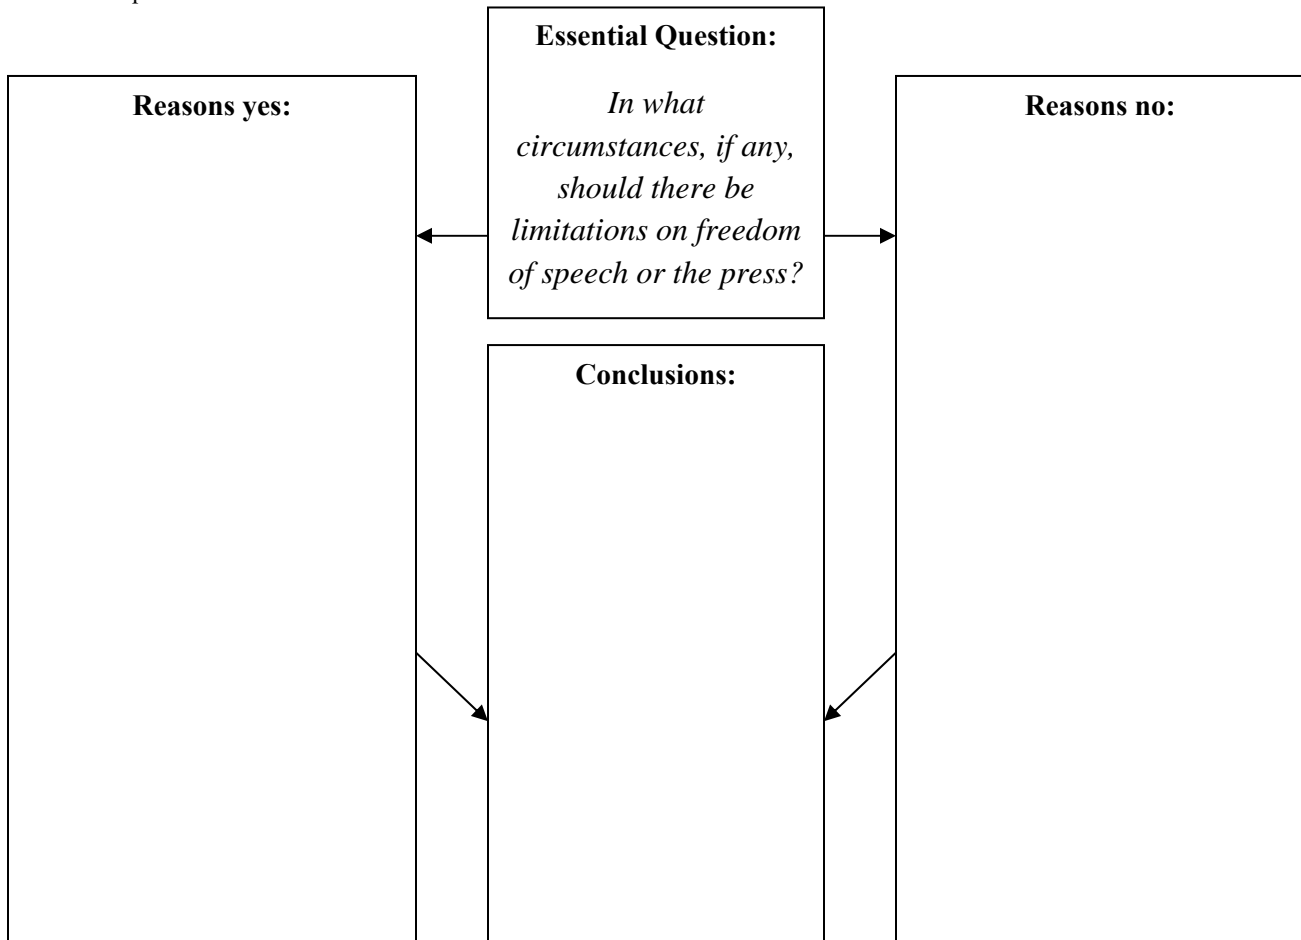 Essential Question:
In what
circumstances, if any,
should there be
limitations on freedom
of speech or the press?
Reasons yes:
Reasons no:
Conclusions: